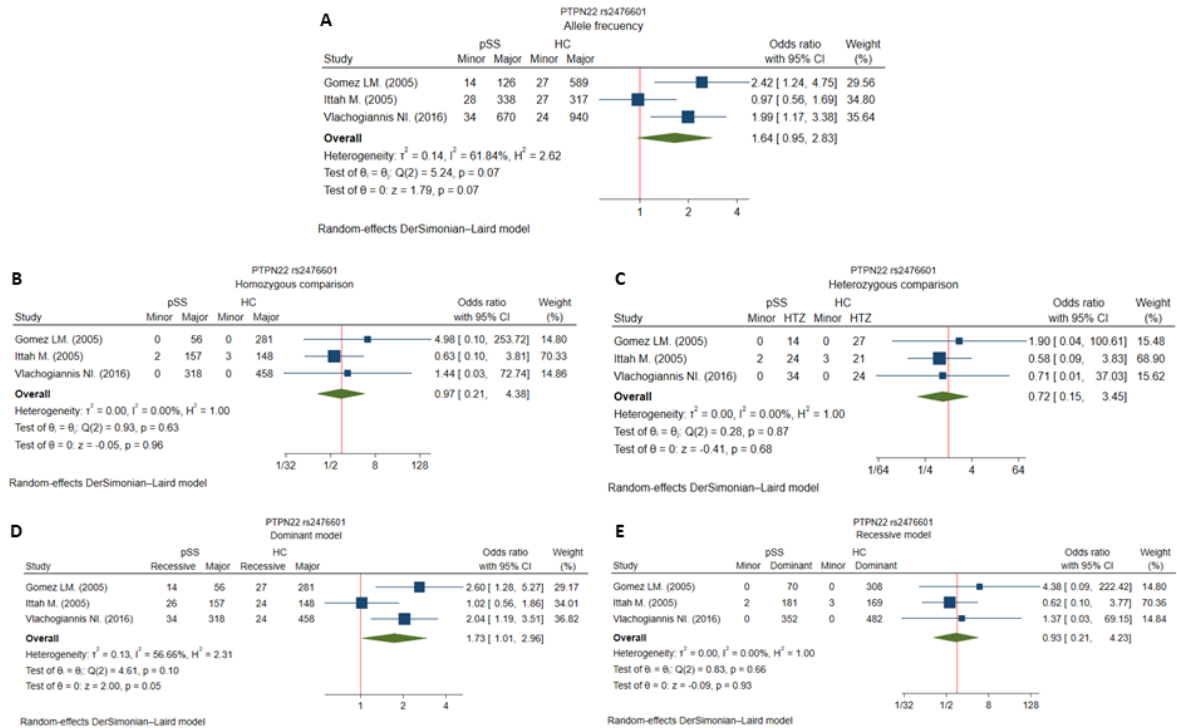 A
PTPN22 rs2476601
Allele frecuency
pSS HC Odds ratio Weight
Study Minor Major Minor Major with 95% CI (%)
Gomez LM. (2005) 14 126 27 589 2.42 [ 1.24, 4.75] 29.56
Ittah M. (2005) 28 338 27 317 0.97 [ 0.56, 1.69] 34.80
Vlachogiannis NI. (2016) 34 670 24 940 1.99 [ 1.17, 3.38] 35.64
Overall 1.64 [ 0.95, 2.83]
Heterogeneity: τ² = 0.14, I² = 61.84%, H² = 2.62
Test of θᵢ = θⱼ: Q(2) = 5.24, p = 0.07
Test of θ = 0: z = 1.79, p = 0.07
1 2 4
Random-effects DerSimonian–Laird model
B
PTPN22 rs2476601
Homozygous comparison
pSS HC Odds ratio Weight
Study Minor Major Minor Major with 95% CI (%)
Gomez LM. (2005) 0 56 0 281 4.98 [ 0.10, 253.72] 14.80
Ittah M. (2005) 2 157 3 148 0.63 [ 0.10, 3.81] 70.33
Vlachogiannis NI. (2016) 0 318 0 458 1.44 [ 0.03, 72.74] 14.86
Overall 0.97 [ 0.21, 4.38]
Heterogeneity: τ² = 0.00, I² = 0.00%, H² = 1.00
Test of θᵢ = θⱼ: Q(2) = 0.93, p = 0.63
Test of θ = 0: z = -0.05, p = 0.96
1/32 1/2 8 128
Random-effects DerSimonian–Laird model
C
PTPN22 rs2476601
Heterozygous comparison
pSS HC Odds ratio Weight
Study Minor HTZ Minor HTZ with 95% CI (%)
Gomez LM. (2005) 0 14 0 27 1.90 [ 0.04, 100.61] 15.48
Ittah M. (2005) 2 24 3 21 0.58 [ 0.09, 3.83] 68.90
Vlachogiannis NI. (2016) 0 34 0 24 0.71 [ 0.01, 37.03] 15.62
Overall 0.72 [ 0.15, 3.45]
Heterogeneity: τ² = 0.00, I² = 0.00%, H² = 1.00
Test of θᵢ = θⱼ: Q(2) = 0.28, p = 0.87
Test of θ = 0: z = -0.41, p = 0.68
1/64 1/4 4 64
Random-effects DerSimonian–Laird model
D
PTPN22 rs2476601
Dominant model
pSS HC Odds ratio Weight
Study Recessive Major Recessive Major with 95% CI (%)
Gomez LM. (2005) 14 56 27 281 2.60 [ 1.28, 5.27] 29.17
Ittah M. (2005) 26 157 24 148 1.02 [ 0.56, 1.86] 34.01
Vlachogiannis NI. (2016) 34 318 24 458 2.04 [ 1.19, 3.51] 36.82
Overall 1.73 [ 1.01, 2.96]
Heterogeneity: τ² = 0.13, I² = 56.66%, H² = 2.31
Test of θᵢ = θⱼ: Q(2) = 4.61, p = 0.10
Test of θ = 0: z = 2.00, p = 0.05
1 2 4
Random-effects DerSimonian–Laird model
E
PTPN22 rs2476601
Recessive model
pSS HC Odds ratio Weight
Study Minor Dominant Minor Dominant with 95% CI (%)
Gomez LM. (2005) 0 70 0 308 4.38 [ 0.09, 222.42] 14.80
Ittah M. (2005) 2 181 3 169 0.62 [ 0.10, 3.77] 70.36
Vlachogiannis NI. (2016) 0 352 0 482 1.37 [ 0.03, 69.15] 14.84
Overall 0.93 [ 0.21, 4.23]
Heterogeneity: τ² = 0.00, I² = 0.00%, H² = 1.00
Test of θᵢ = θⱼ: Q(2) = 0.83, p = 0.66
Test of θ = 0: z = -0.09, p = 0.93
1/32 1/2 8 128
Random-effects DerSimonian–Laird model